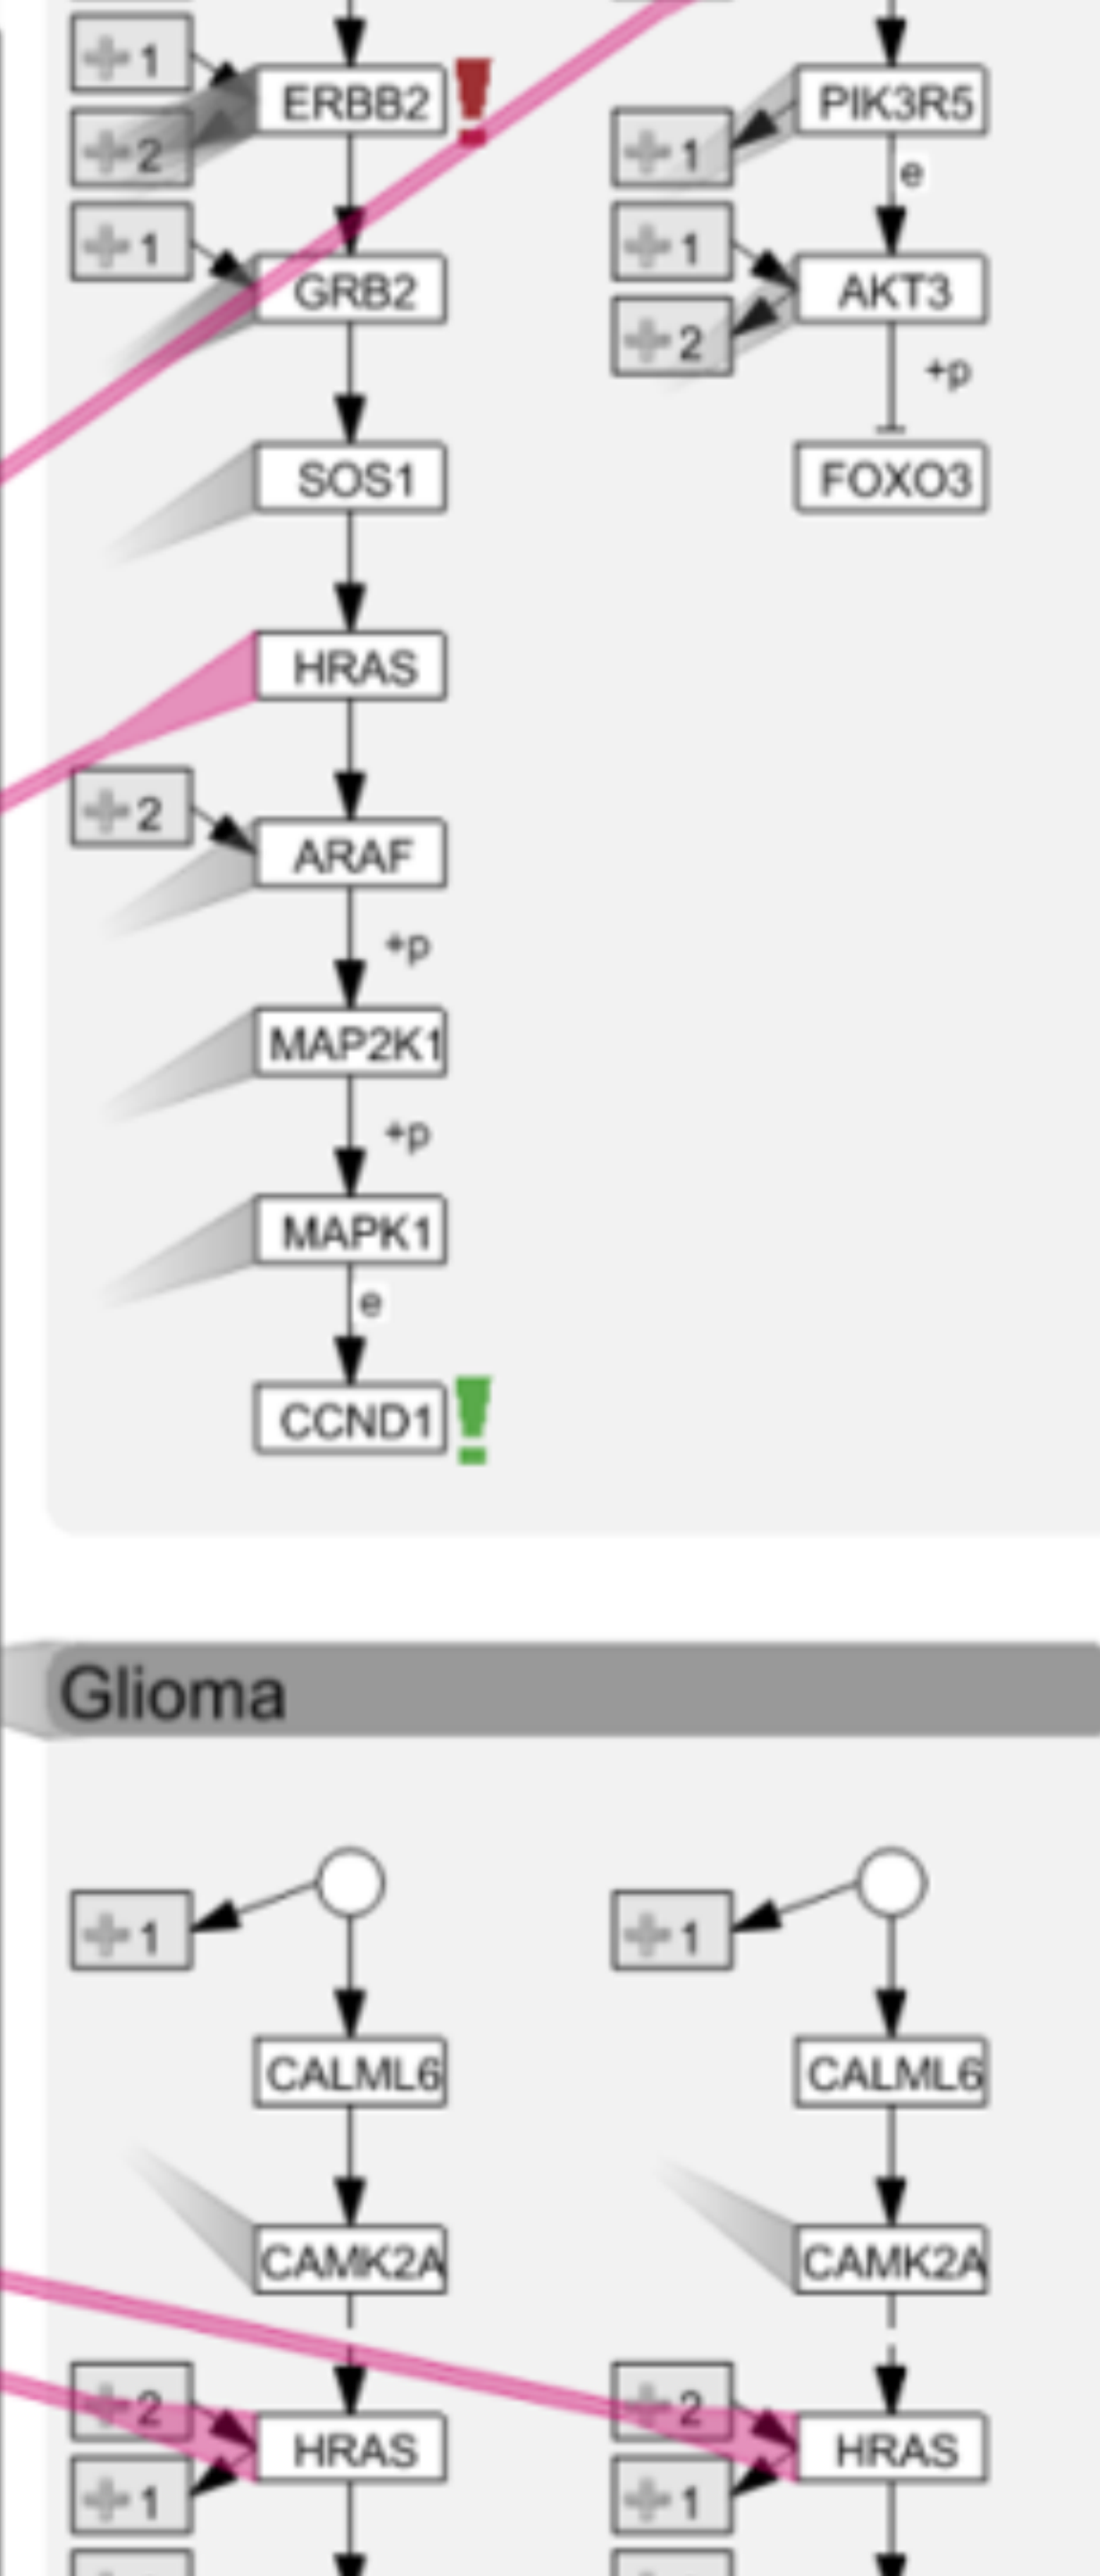 +1
ERBB2 !
+2
+1
GRB2
SOS1
HRAS
+2
ARAF
+p
MAP2K1
+p
MAPK1
e
CCND1 !
PIK3R5
+1
e
+1
AKT3
+2
+p
FOXO3
Glioma
+1
CALML6
CAMK2A
+2
HRAS
+1
+1
CALML6
CAMK2A
+2
HRAS
+1